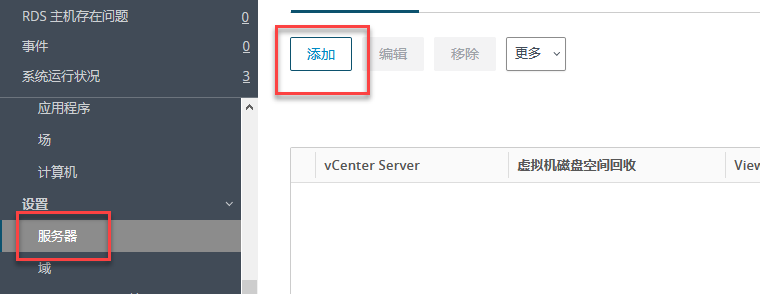 RDS 主机存在问题 0
事件 0
系统运行状况 3
应用程序
场
计算机
设置
服务器
域
添加 编辑 移除 更多
vCenter Server 虚拟机磁盘空间回收 View